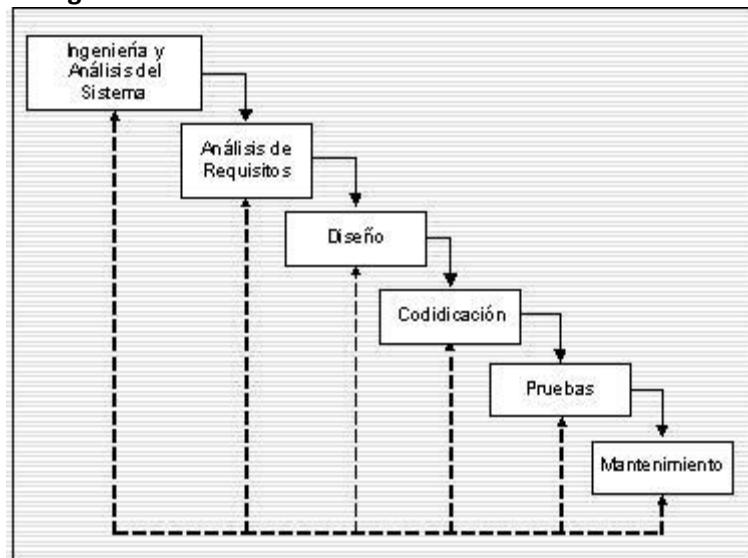 Ingeniería y
Análisis del
Sistema
Análisis de
Requisitos
Diseño
Codidicación
Pruebas
Mantenimiento